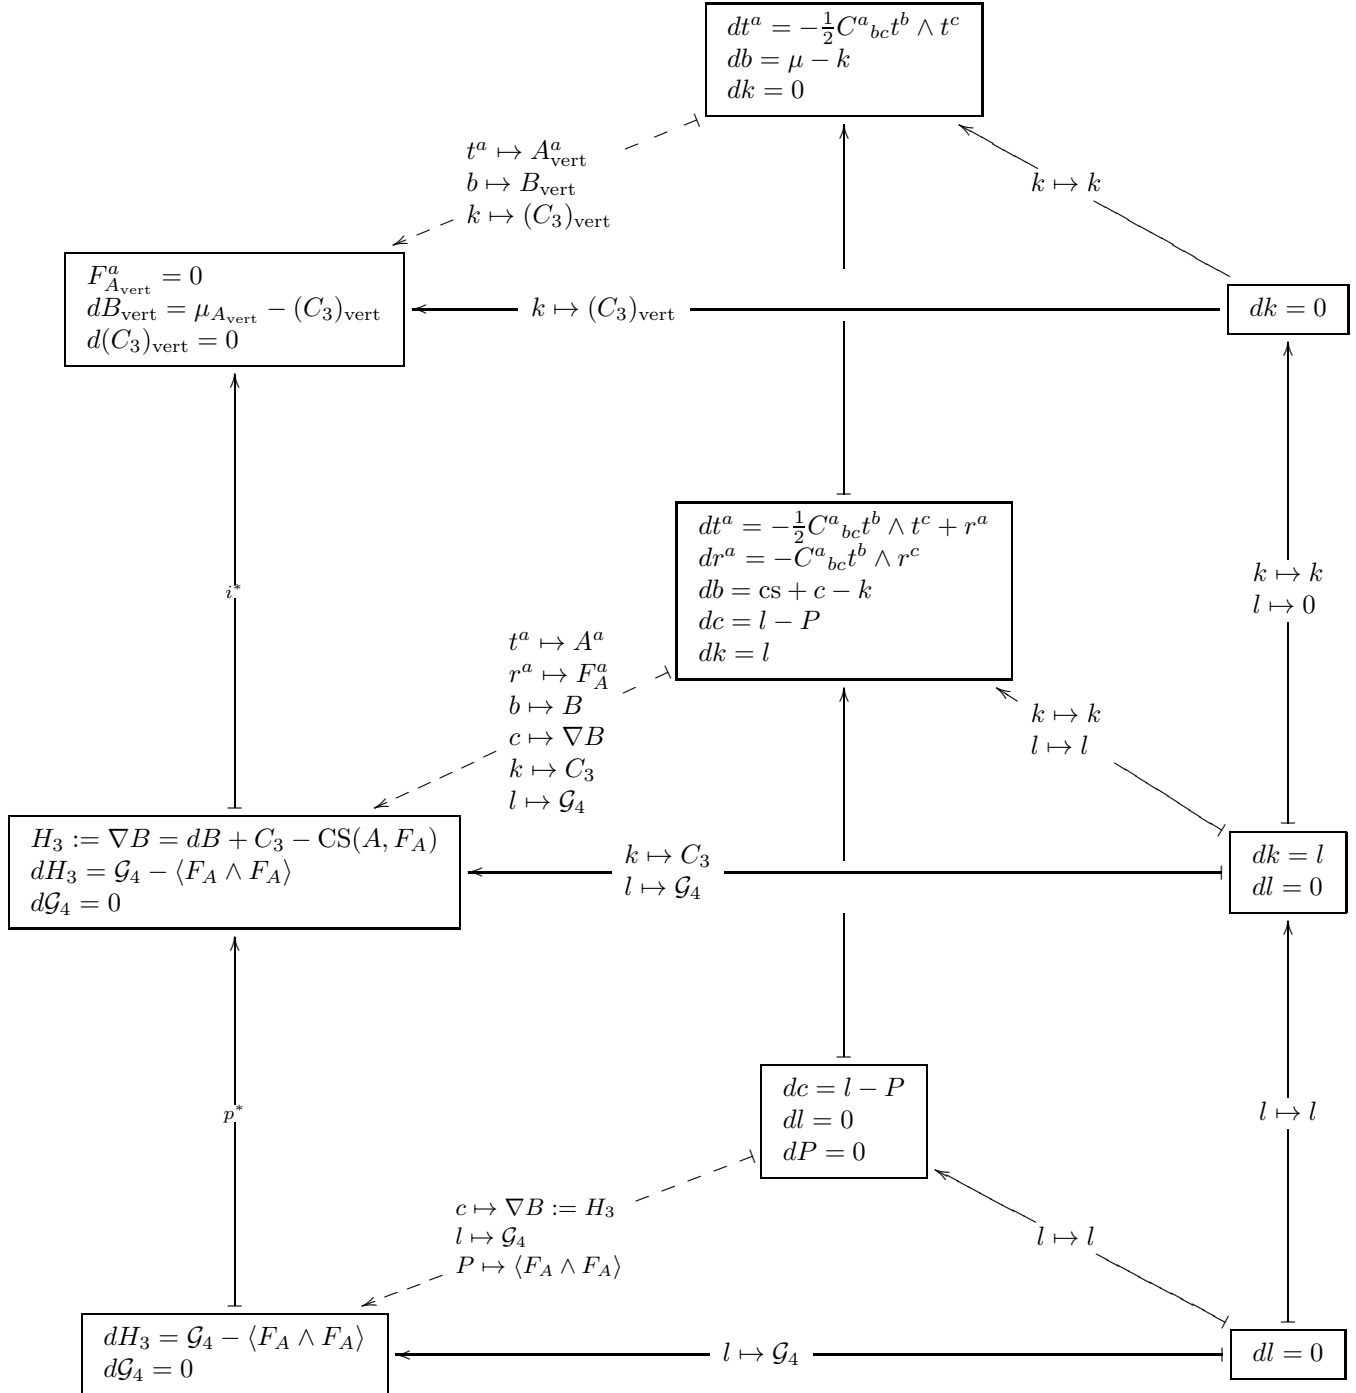 dt^a = −½C^a_{bc}t^b ∧ t^c
db = μ − k
dk = 0
t^a ↦ A^a_vert
b ↦ B_vert
k ↦ (C_3)_vert
k ↦ k
F^a_{A_vert} = 0
dB_vert = μ_{A_vert} − (C_3)_vert
d(C_3)_vert = 0
k ↦ (C_3)_vert
dk = 0
i*
dt^a = −½C^a_{bc}t^b ∧ t^c + r^a
dr^a = −C^a_{bc}t^b ∧ r^c
db = cs + c − k
dc = l − P
dk = l
k ↦ k
l ↦ 0
t^a ↦ A^a
r^a ↦ F^a_A
b ↦ B
c ↦ ∇B
k ↦ C_3
l ↦ 𝒢_4
k ↦ k
l ↦ l
H_3 := ∇B = dB + C_3 − CS(A, F_A)
dH_3 = 𝒢_4 − ⟨F_A ∧ F_A⟩
d𝒢_4 = 0
k ↦ C_3
l ↦ 𝒢_4
dk = l
dl = 0
p*
dc = l − P
dl = 0
dP = 0
l ↦ l
c ↦ ∇B := H_3
l ↦ 𝒢_4
P ↦ ⟨F_A ∧ F_A⟩
l ↦ l
dH_3 = 𝒢_4 − ⟨F_A ∧ F_A⟩
d𝒢_4 = 0
l ↦ 𝒢_4
dl = 0